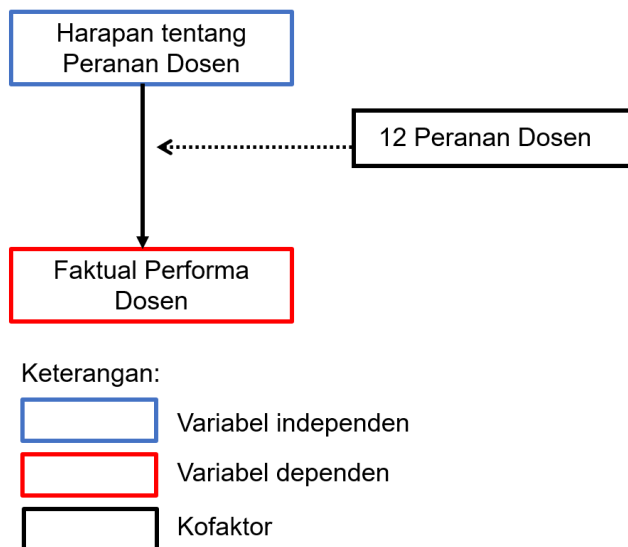 Harapan tentang
Peranan Dosen
12 Peranan Dosen
Faktual Performa
Dosen
Keterangan:
Variabel independen
Variabel dependen
Kofaktor